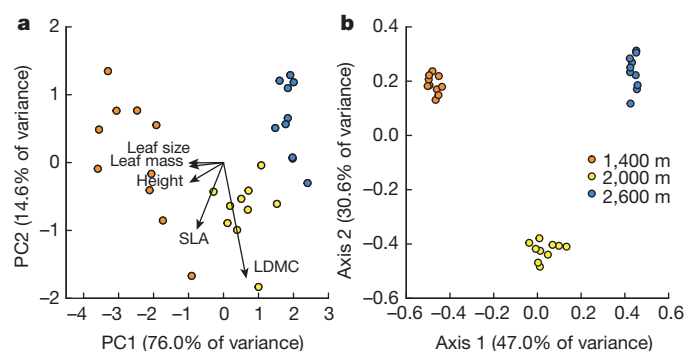 a
PC2 (14.6% of variance)
2
1
0
−1
−2
Leaf size
Leaf mass
Height
SLA
LDMC
−4 −3 −2 −1 0 1 2 3
PC1 (76.0% of variance)
b
Axis 2 (30.6% of variance)
0.4
0.2
0.0
−0.2
−0.4
−0.6
1,400 m
2,000 m
2,600 m
−0.6 −0.4 −0.2 0.0 0.2 0.4 0.6
Axis 1 (47.0% of variance)